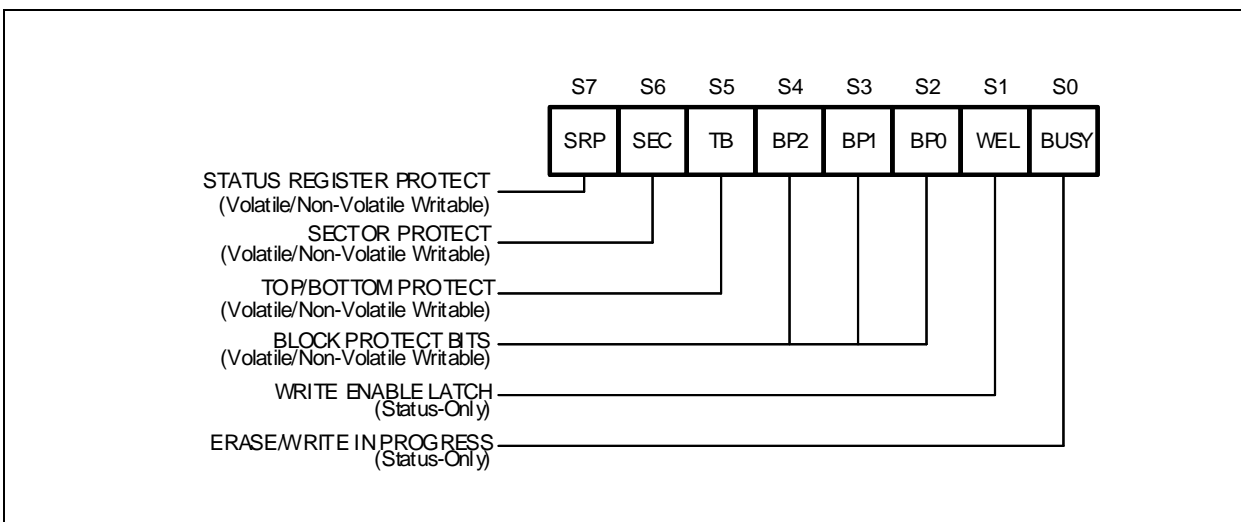 S7 S6 S5 S4 S3 S2 S1 S0
SRP SEC TB BP2 BP1 BP0 WEL BUSY
STATUS REGISTER PROTECT
(Volatile/Non-Volatile Writable)
SECTOR PROTECT
(Volatile/Non-Volatile Writable)
TOP/BOTTOM PROTECT
(Volatile/Non-Volatile Writable)
BLOCK PROTECT BITS
(Volatile/Non-Volatile Writable)
WRITE ENABLE LATCH
(Status-Only)
ERASE/WRITE IN PROGRESS
(Status-Only)